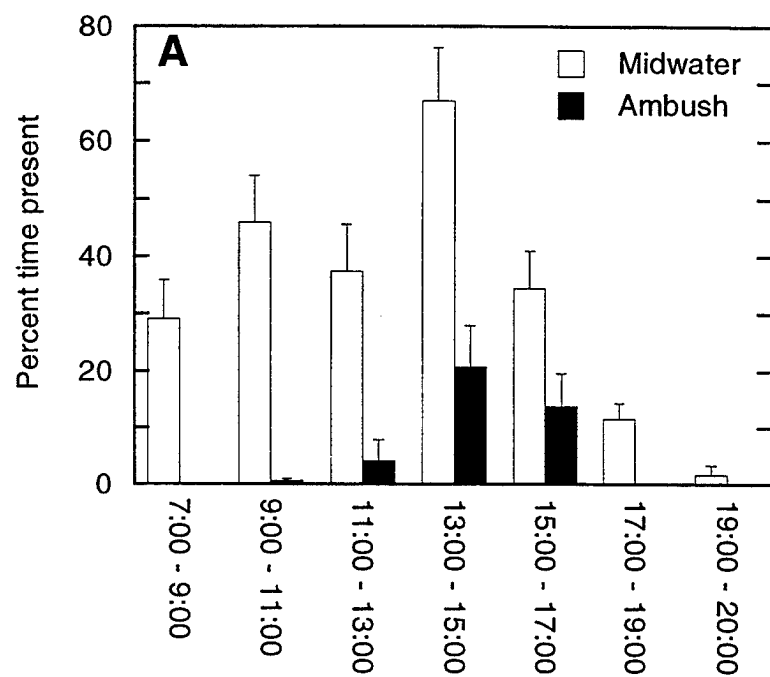 80
A
Midwater
Ambush
60
Percent time present
40
20
0
7:00 - 9:00
9:00 - 11:00
11:00 - 13:00
13:00 - 15:00
15:00 - 17:00
17:00 - 19:00
19:00 - 20:00